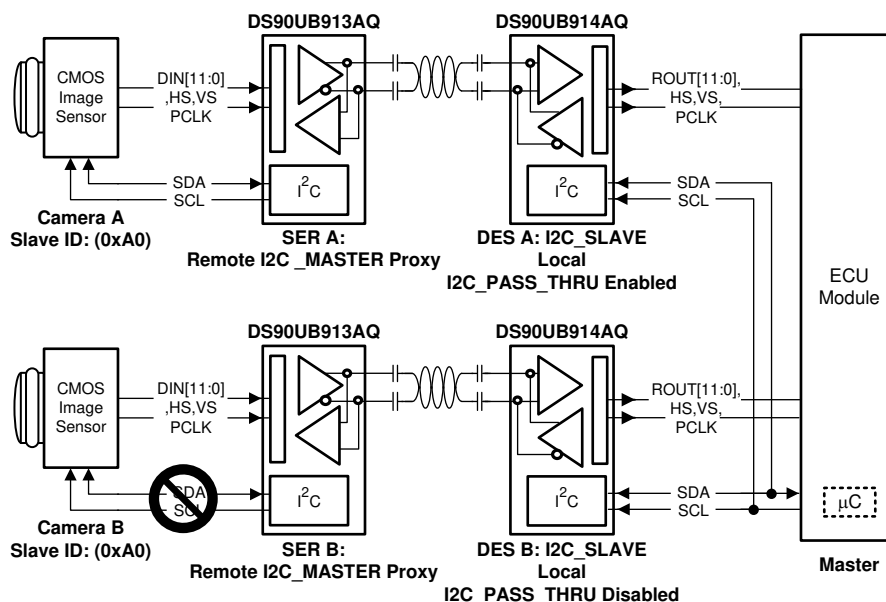 DS90UB913AQ
DS90UB914AQ
CMOS
Image
Sensor
DIN[11:0]
,HS,VS
PCLK
ROUT[11:0],
HS,VS,
PCLK
SDA
SCL
I2C
I2C
SDA
SCL
Camera A
Slave ID: (0xA0)
SER A:
Remote I2C _MASTER Proxy
DES A: I2C_SLAVE
Local
I2C_PASS_THRU Enabled
ECU
Module
DS90UB913AQ
DS90UB914AQ
CMOS
Image
Sensor
DIN[11:0]
,HS,VS
PCLK
ROUT[11:0],
HS,VS,
PCLK
SDA
SCL
I2C
I2C
SDA
SCL
µC
Camera B
Slave ID: (0xA0)
SER B:
Remote I2C_MASTER Proxy
DES B: I2C_SLAVE
Local
I2C_PASS_THRU Disabled
Master